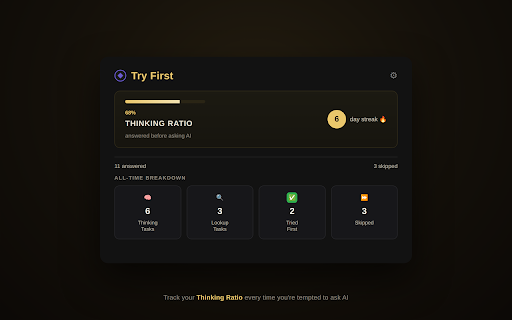 Try First
68%
THINKING RATIO
answered before asking AI
6
day streak 🔥
11 answered
3 skipped
ALL-TIME BREAKDOWN
6
Thinking
Tasks
3
Lookup
Tasks
2
Tried
First
3
Skipped
Track your Thinking Ratio every time you're tempted to ask AI